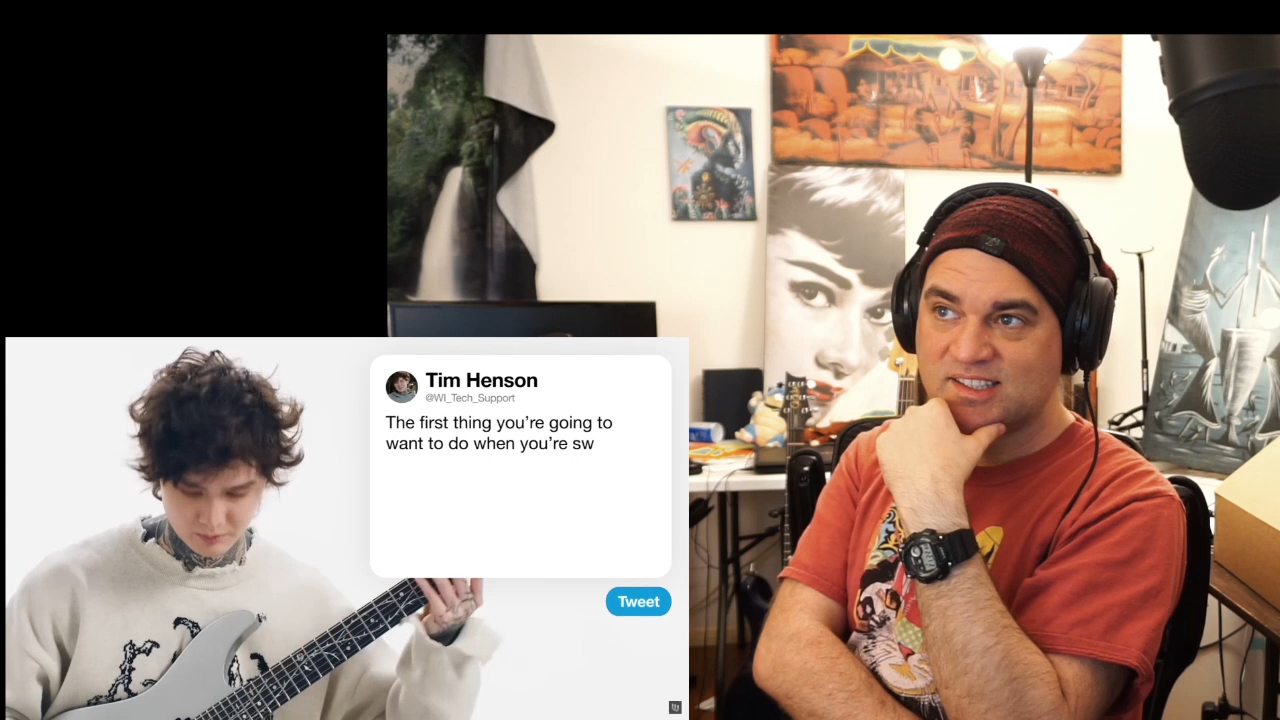 Tim Henson
@WI_Tech_Support
The first thing you're going to
want to do when you're sw
Tweet